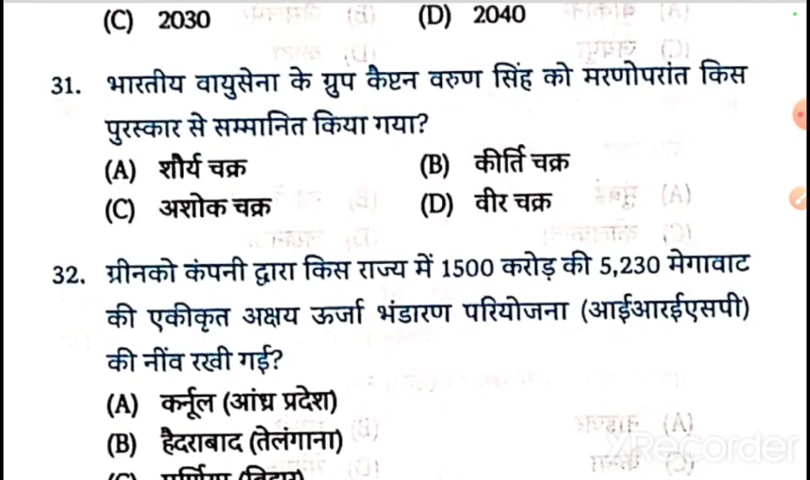 (C) 2030 (D) 2040
31. भारतीय वायुसेना के ग्रुप कैप्टन वरुण सिंह को मरणोपरांत किस
पुरस्कार से सम्मानित किया गया?
(A) शौर्य चक्र (B) कीर्ति चक्र
(C) अशोक चक्र (D) वीर चक्र
32. ग्रीनको कंपनी द्वारा किस राज्य में 1500 करोड़ की 5,230 मेगावाट
की एकीकृत अक्षय ऊर्जा भंडारण परियोजना (आईआरईएसपी)
की नींव रखी गई?
(A) कर्नूल (आंध्र प्रदेश)
(B) हैदराबाद (तेलंगाना)
(C) पूर्णिया (बिहार)
XRecorder